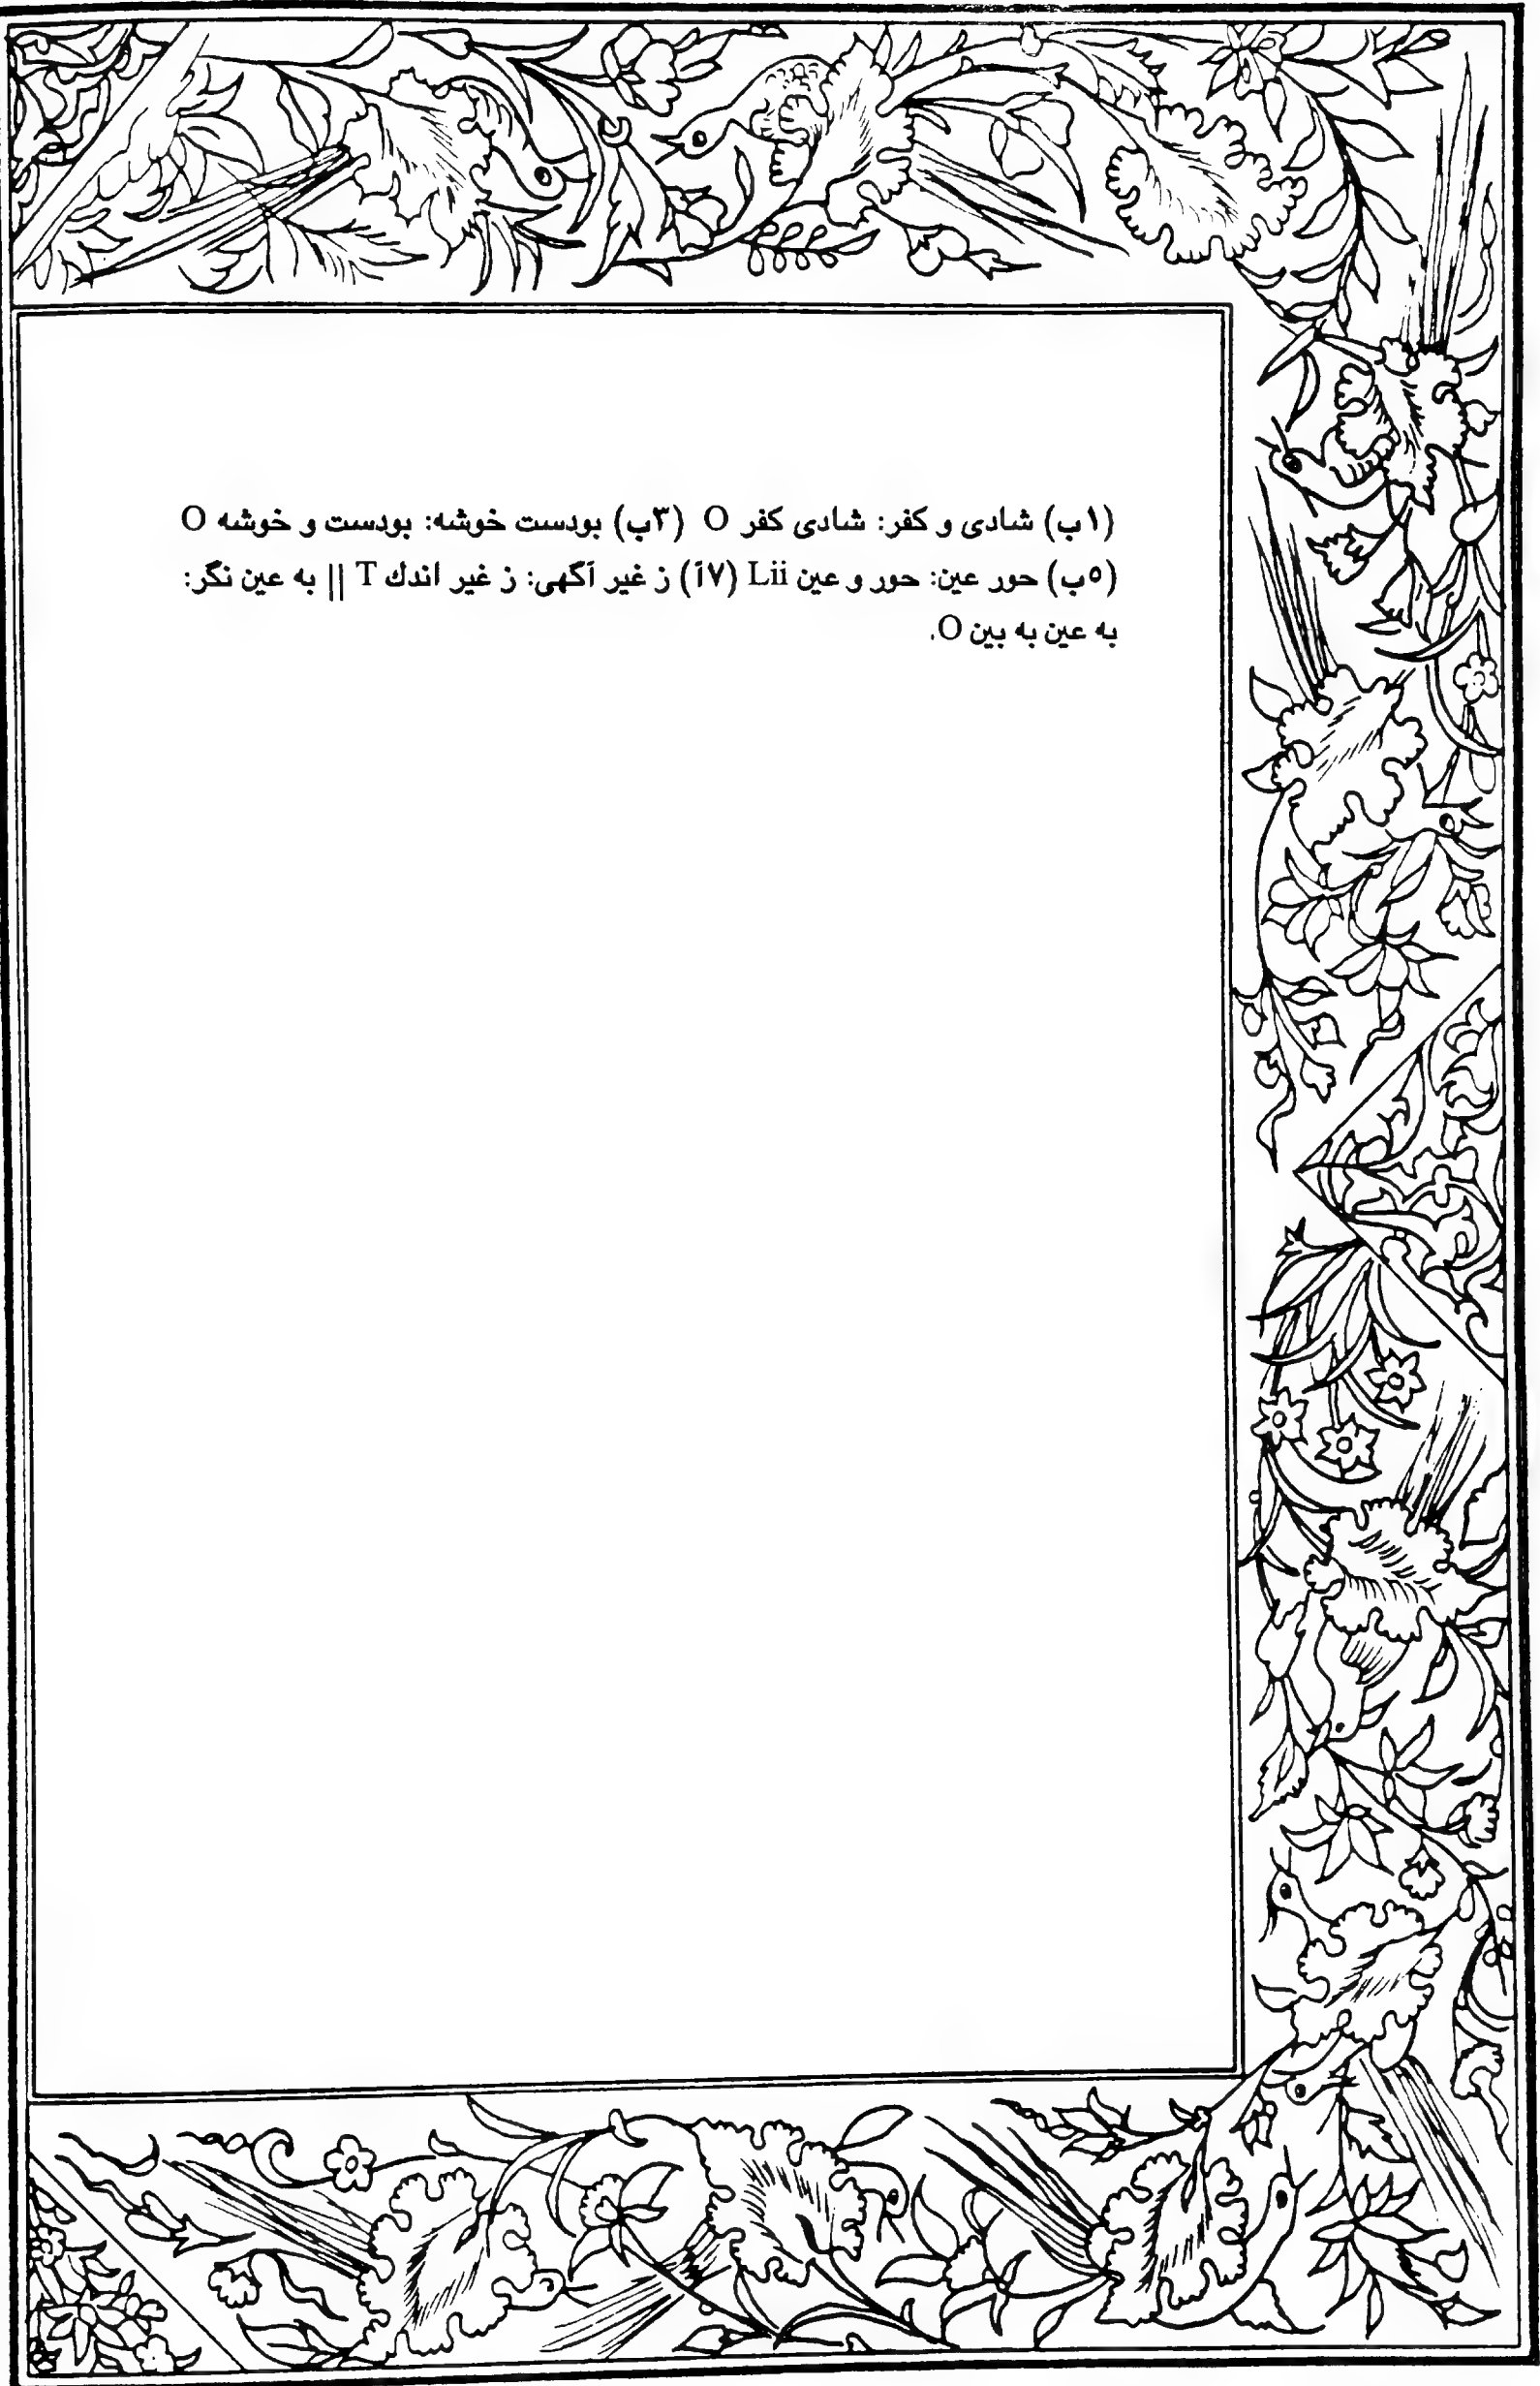 (۱ب) شادی و کفر: شادی کفر O (۳ب) بودست خوشه: بودست و خوشه O
(۵ب) حور عین: حور و عین Lii (۷آ) ز غیر آگهی: ز غیر اندك T || به عین نگر:
به عین به بین O.